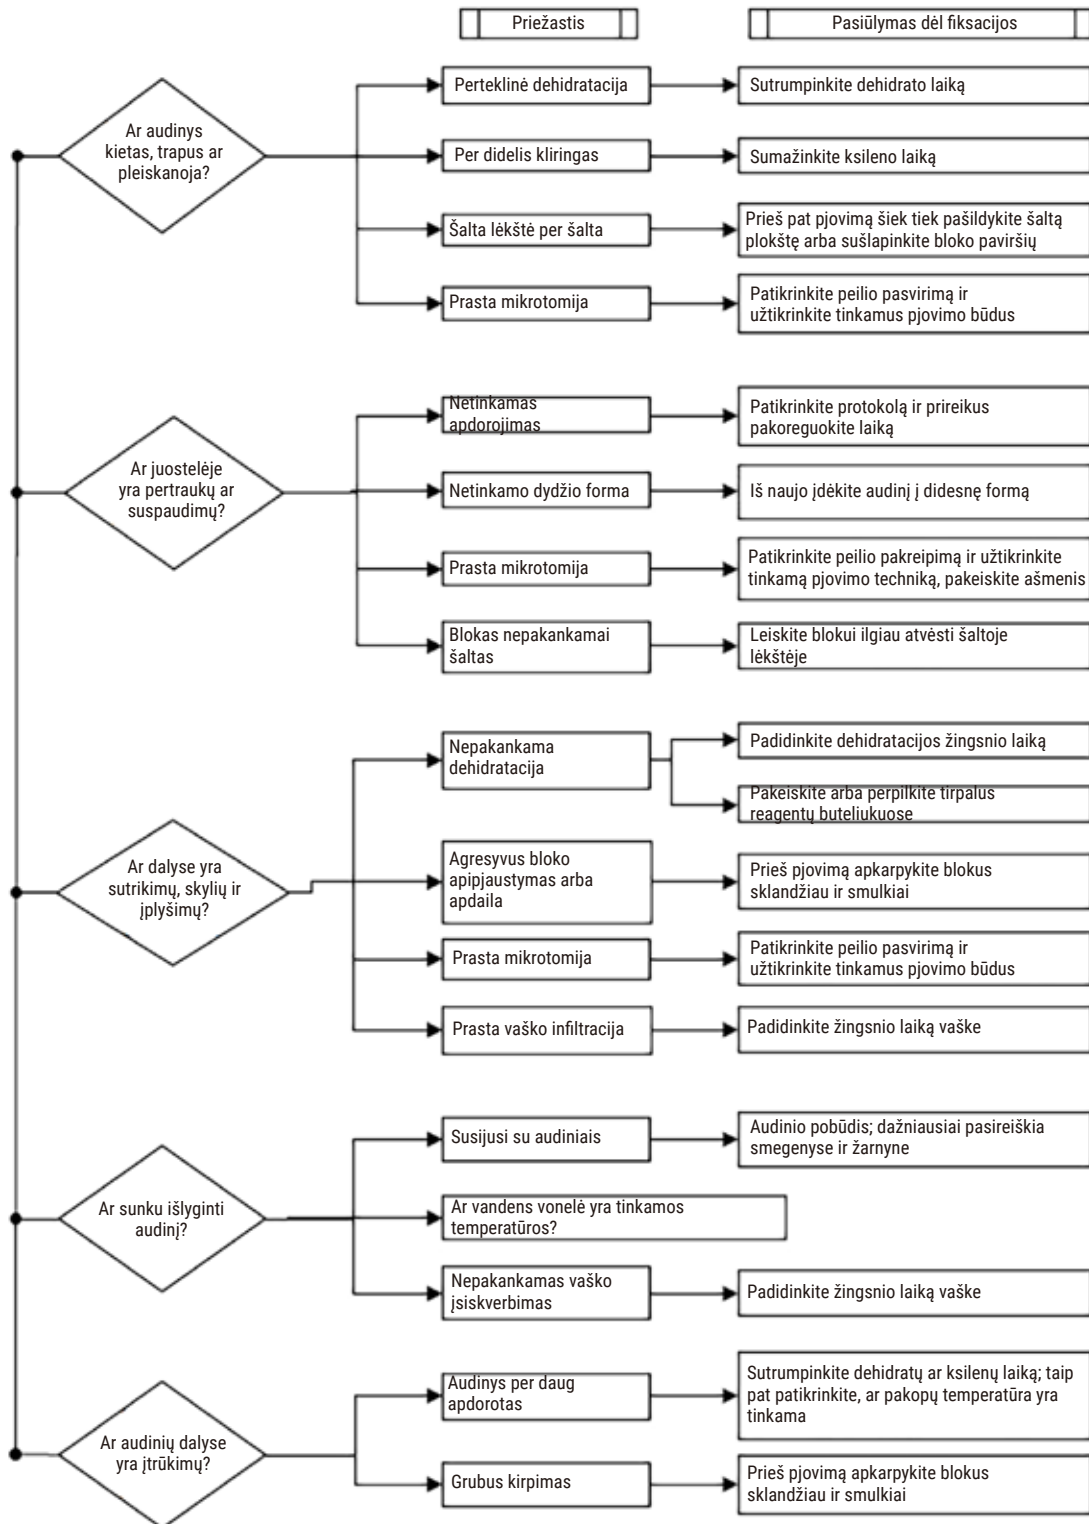 Priežastis
Pasiūlymas dėl fiksacijos
Ar audinys
kietas, trapus ar
pleiskanoja?
Perteklinė dehidratacija
Sutrumpinkite dehidrato laiką
Per didelis kliringas
Sumažinkite ksileno laiką
Šalta lėkštė per šalta
Prieš pat pjovimą šiek tiek pašildykite šaltą
plokštę arba sušlapinkite bloko paviršių
Prasta mikrotomija
Patikrinkite peilio pasvirimą ir
užtikrinkite tinkamus pjovimo būdus
Ar juostelėje
yra pertraukų ar
suspaudimų?
Netinkamas
apdorojimas
Patikrinkite protokolą ir prireikus
pakoreguokite laiką
Netinkamo dydžio forma
Iš naujo įdėkite audinį į didesnę formą
Prasta mikrotomija
Patikrinkite peilio pakreipimą ir užtikrinkite
tinkamą pjovimo techniką, pakeiskite ašmenis
Blokas nepakankamai
šaltas
Leiskite blokui ilgiau atvėsti šaltoje
lėkštėje
Ar dalyse yra
sutrikimų, skylių ir
įplyšimų?
Nepakankama
dehidratacija
Padidinkite dehidratacijos žingsnio laiką
Pakeiskite arba perpilkite tirpalus
reagentų buteliukuose
Agresyvus bloko
apipjaustymas arba
apdaila
Prieš pjovimą apkarpykite blokus
sklandžiau ir smulkiai
Prasta mikrotomija
Patikrinkite peilio pasvirimą ir
užtikrinkite tinkamus pjovimo būdus
Prasta vaško infiltracija
Padidinkite žingsnio laiką vaške
Ar sunku išlyginti
audinį?
Susijusi su audiniais
Audinio pobūdis; dažniausiai pasireiškia
smegenyse ir žarnyne
Ar vandens vonelė yra tinkamos
temperatūros?
Nepakankamas vaško
įsiskverbimas
Padidinkite žingsnio laiką vaške
Ar audinių dalyse
yra įtrūkimų?
Audinys per daug
apdorotas
Sutrumpinkite dehidratų ar ksilenų laiką; taip
pat patikrinkite, ar pakopų temperatūra yra
tinkama
Grubus kirpimas
Prieš pjovimą apkarpykite blokus
sklandžiau ir smulkiai